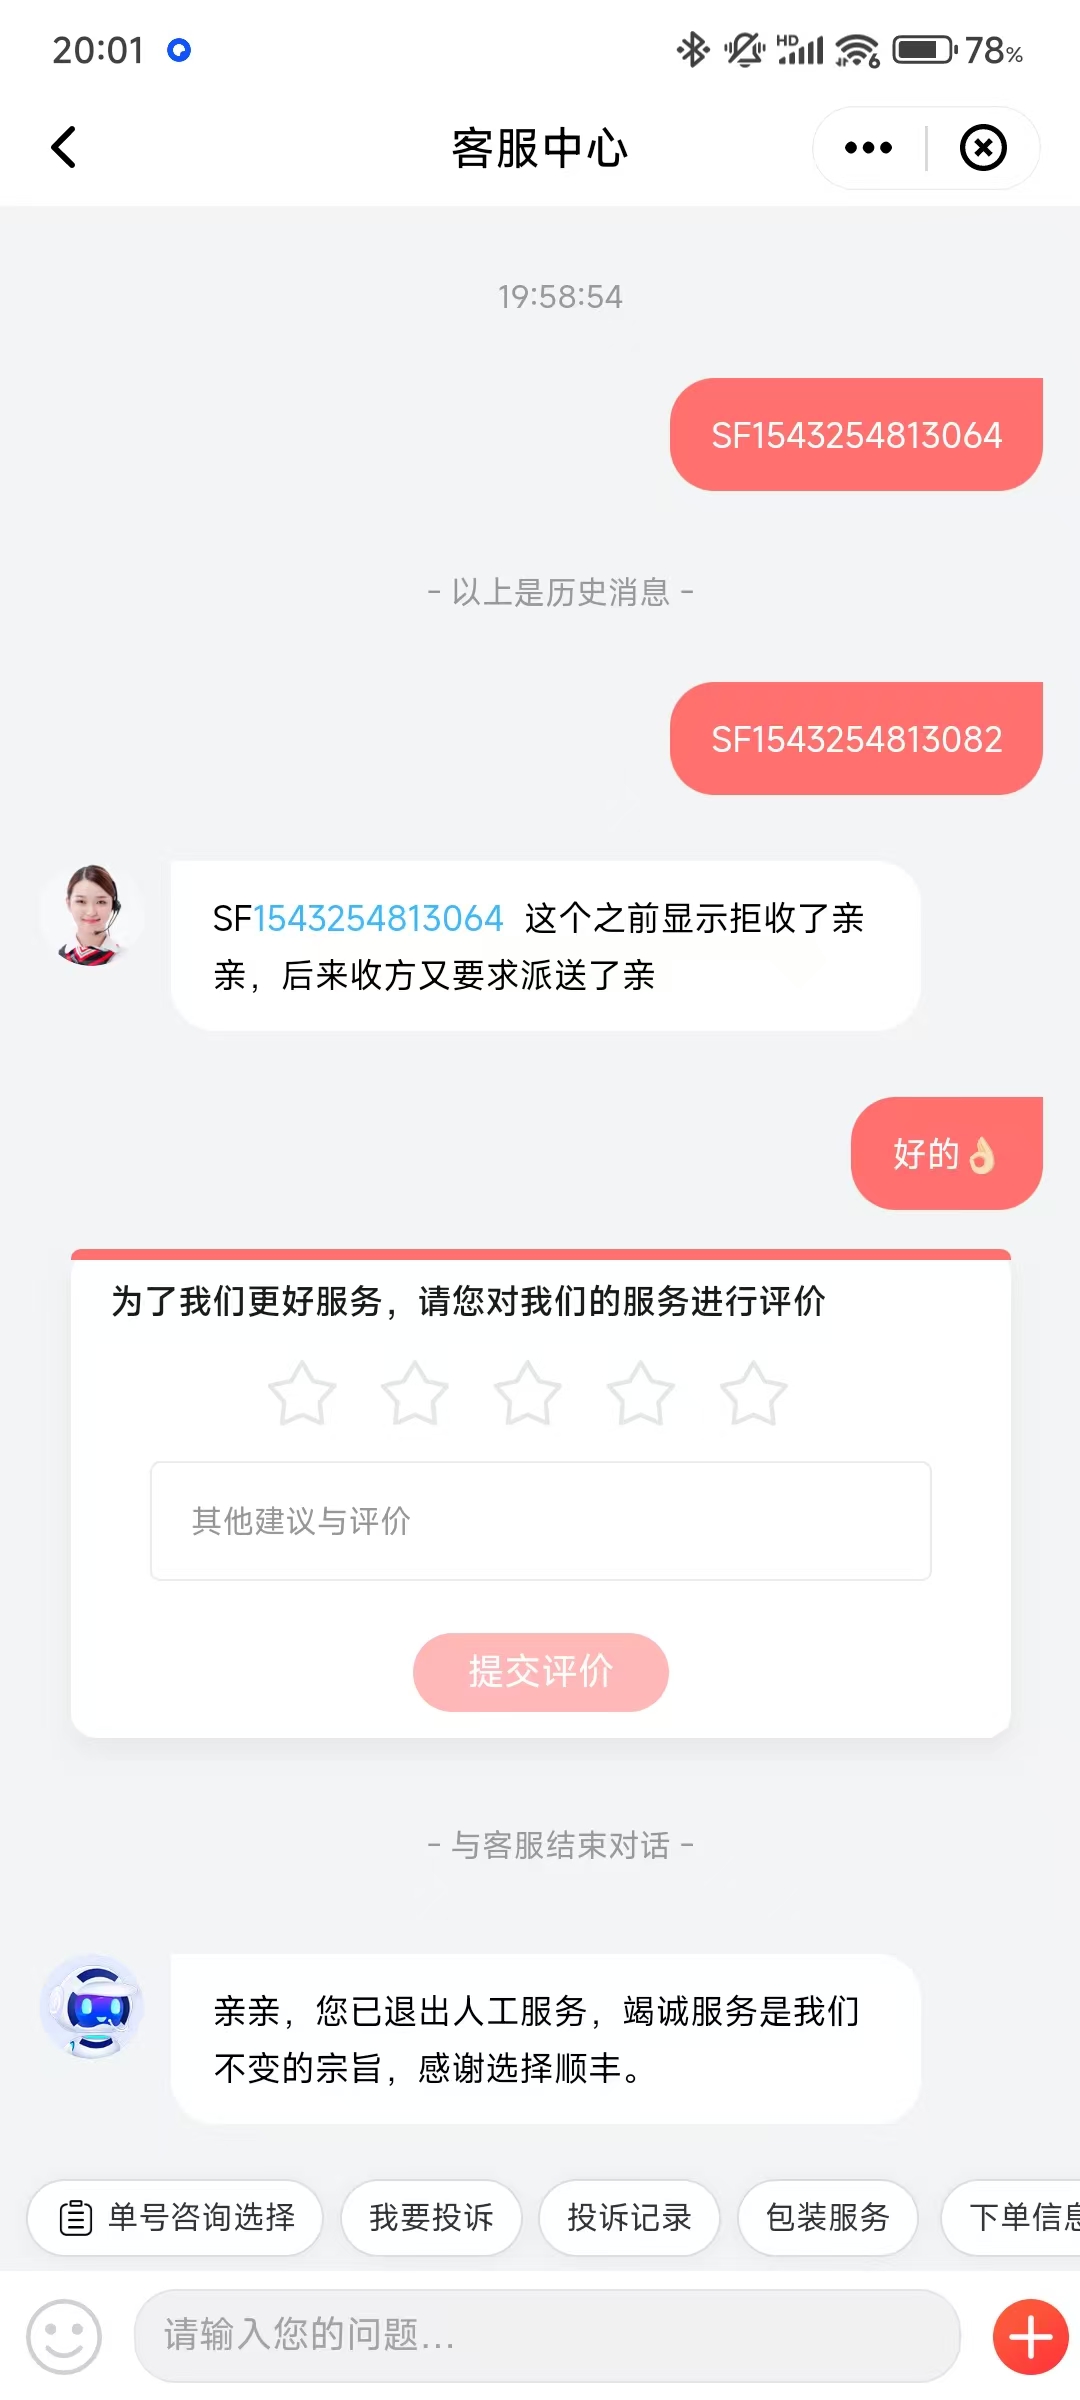 20:01
HD
6
78%
客服中心
19:58:54
SF1543254813064
- 以上是历史消息 -
SF1543254813082
SF1543254813064 这个之前显示拒收了亲
亲，后来收方又要求派送了亲
好的👌🏼
为了我们更好服务，请您对我们的服务进行评价
其他建议与评价
提交评价
- 与客服结束对话 -
亲亲，您已退出人工服务，竭诚服务是我们
不变的宗旨，感谢选择顺丰。
单号咨询选择 我要投诉 投诉记录 包装服务 下单信息
请输入您的问题...